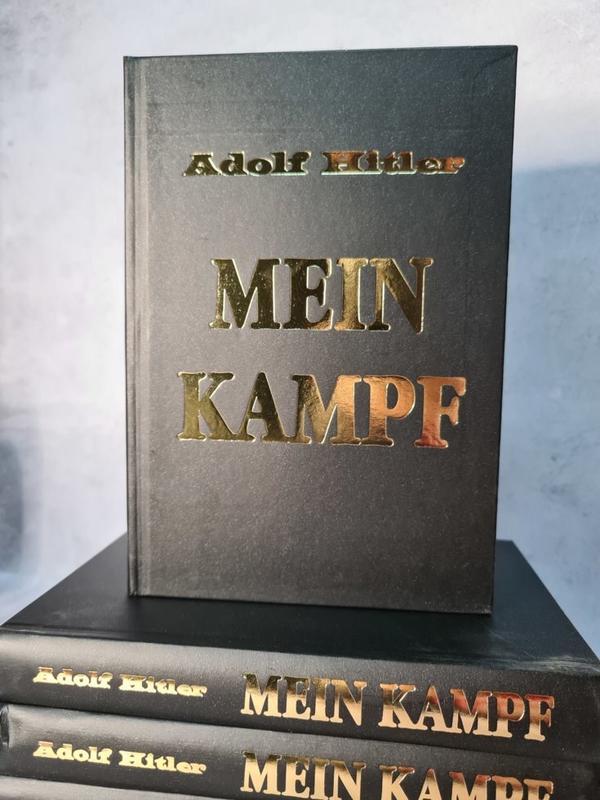 Adolf Hitler
MEIN
KAMPF
Adolf Hitler MEIN KAMPF
Adolf Hitler MEIN KAMPF